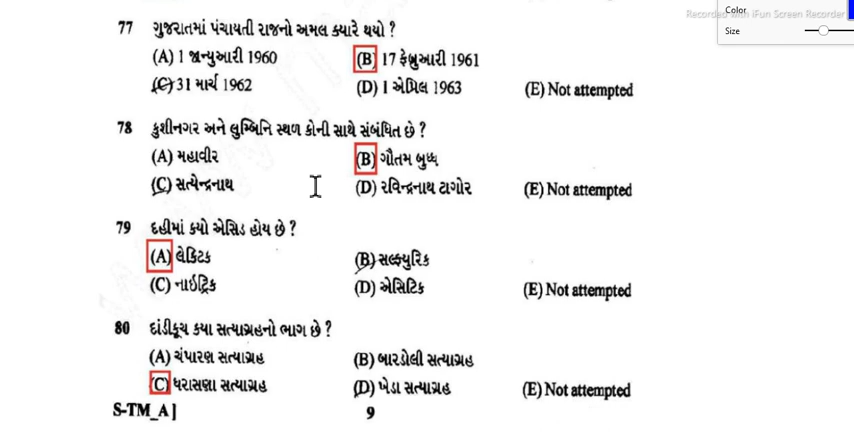 Color
Recorded with iFun Screen Recorder
Size
77 ગુજરાતમાં પંચાયતી રાજનો અમલ ક્યારે થયો ?
(A) 1 જાન્યુઆરી 1960 (B) 17 ફેબ્રુઆરી 1961
(C) 31 માર્ચ 1962 (D) 1 એપ્રિલ 1963 (E) Not attempted
78 કુશીનગર અને લુમ્બિનિ સ્થળ કોની સાથે સંબંધિત છે ?
(A) મહાવીર (B) ગૌતમ બુધ્ધ
(C) સત્યેન્દ્રનાથ (D) રવિન્દ્રનાથ ટાગોર (E) Not attempted
79 દહીમાં ક્યો એસિડ હોય છે ?
(A) લેક્ટિક (B) સલ્ફ્યુરિક
(C) નાઈટ્રિક (D) એસિટિક (E) Not attempted
80 દાંડીકૂચ કયા સત્યાગ્રહનો ભાગ છે ?
(A) ચંપારણ સત્યાગ્રહ (B) બારડોલી સત્યાગ્રહ
(C) ધરાસણા સત્યાગ્રહ (D) ખેડા સત્યાગ્રહ (E) Not attempted
S-TM_A] 9